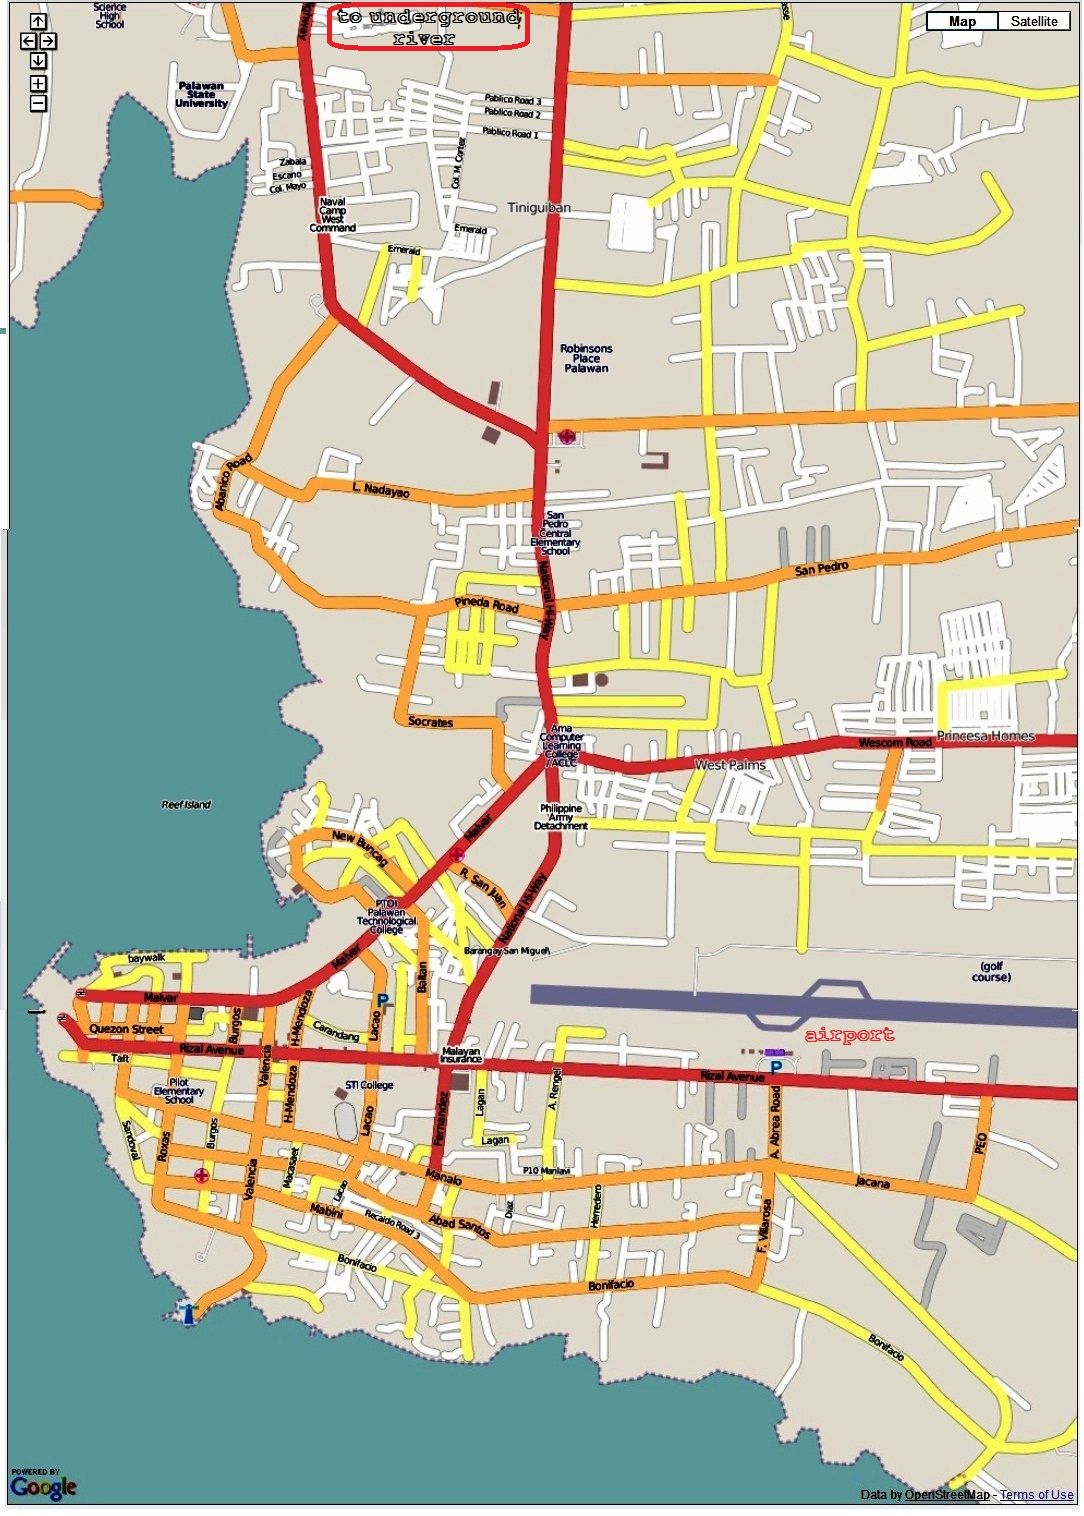 Science
High
School
to underground
river
Map
Satellite
Palawan
State
University
Pablico Road 3
Pablico Road 2
Pablico Road 1
Col. M. Cortez
Zabala
Escano
Col. Mayo
Naval
Camp
West
Command
Tiniguiban
Emerald
Emerald
Robinsons
Place
Palawan
Abanico Road
L. Nadayao
San
Pedro
Central
Elementary
School
National Hi-Way
San Pedro
Pineda Road
Socrates
Ama
Computer
Learning
College
/ ACLC
Wescom Road
Princesa Homes
West Palms
Reef Island
Philippine
Army
Detachment
Malvar
New Buncag
R. San Juan
National Hi-Way
PTOI
Palawan
Technological
College
Barangay San Miguel
Malvar
baywalk
Baltan
(golf
course)
Malvar
P
Burgos
H-Mendoza
Lacao
Carandang
Quezon Street
airport
Rizal Avenue
Malayan
Insurance
Taft
Valencia
P
Rizal Avenue
Pilot
Elementary
School
STI College
H-Mendoza
Lacao
Fernandez
Lagan
A. Rengel
A. Abrea Road
PEO
Sandoval
Roxas
Burgos
Lagan
Valencia
Macasaet
Manalo
P10 Manlavi
Jacana
Lacao
Mabini
Recaido Road 3
Abad Santos
Diaz
Herredero
F. Villarosa
Bonifacio
Bonifacio
Bonifacio
POWERED BY
Google
Data by OpenStreetMap - Terms of Use